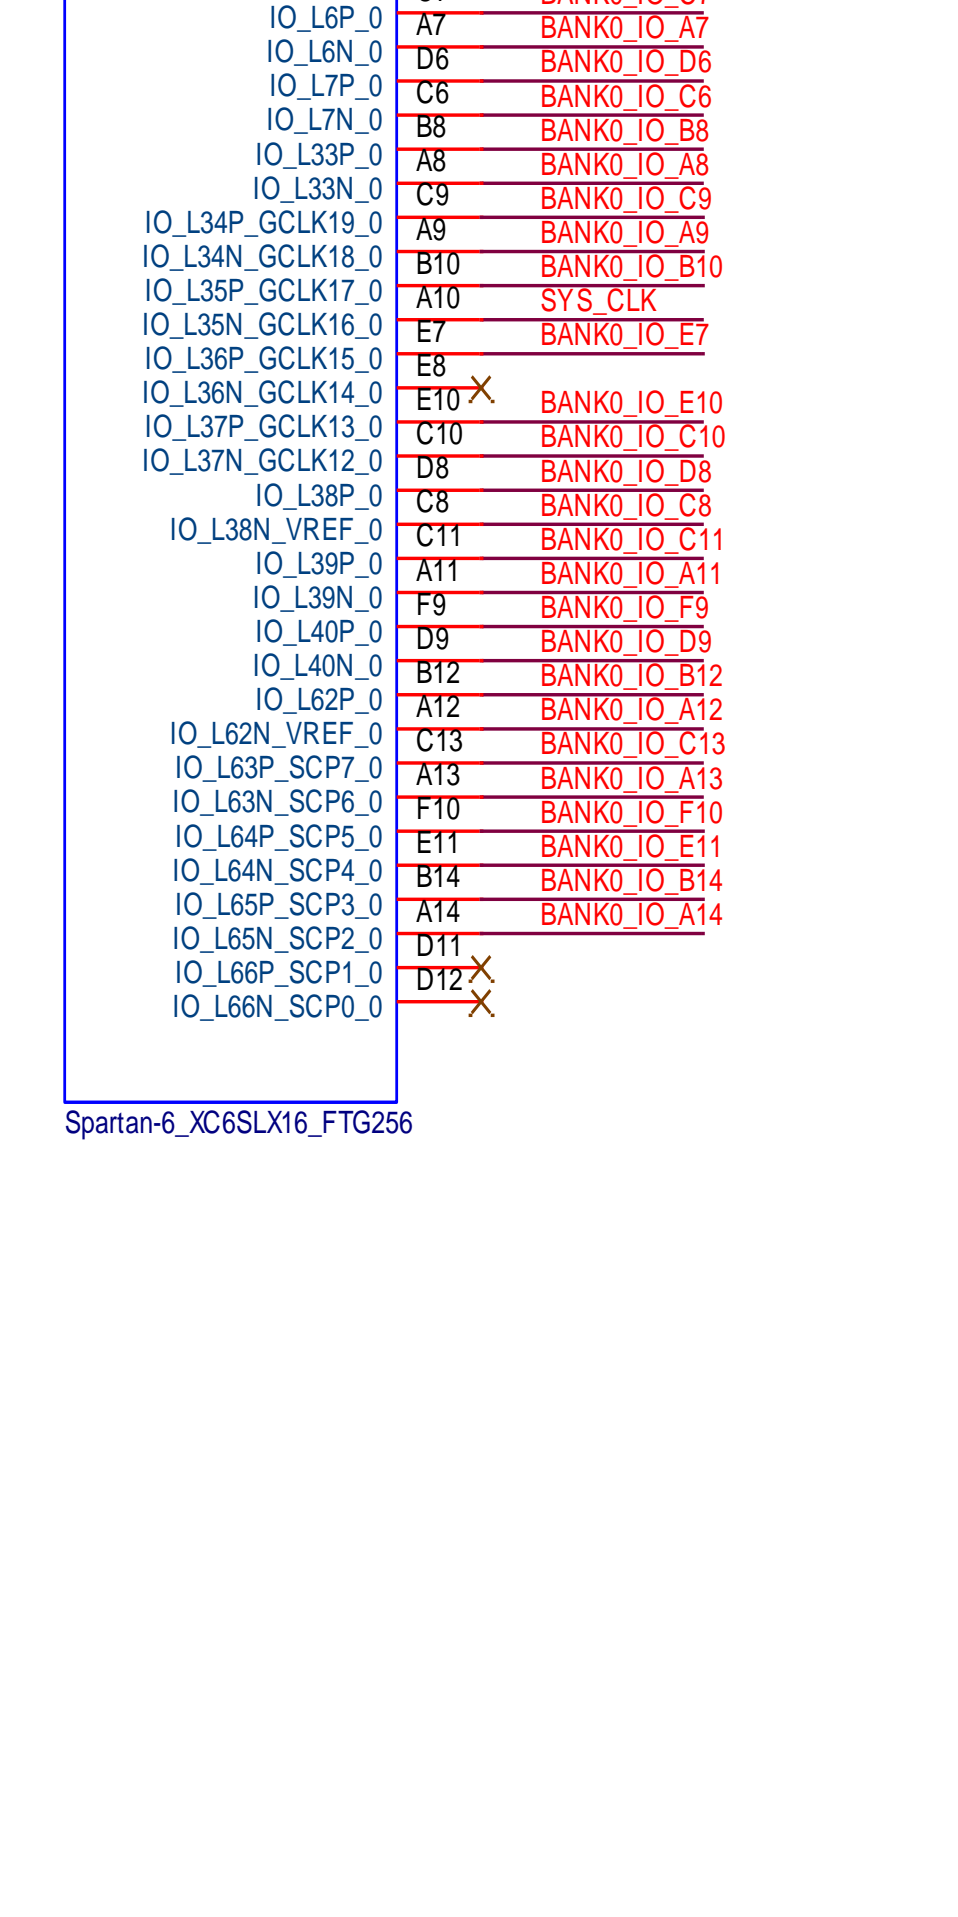 IO_L6P_0
A7 BANK0_IO_A7
IO_L6N_0
D6 BANK0_IO_D6
IO_L7P_0
C6 BANK0_IO_C6
IO_L7N_0
B8 BANK0_IO_B8
IO_L33P_0
A8 BANK0_IO_A8
IO_L33N_0
C9 BANK0_IO_C9
IO_L34P_GCLK19_0
A9 BANK0_IO_A9
IO_L34N_GCLK18_0
B10 BANK0_IO_B10
IO_L35P_GCLK17_0
A10 SYS_CLK
IO_L35N_GCLK16_0
E7 BANK0_IO_E7
IO_L36P_GCLK15_0
E8
IO_L36N_GCLK14_0
E10 BANK0_IO_E10
IO_L37P_GCLK13_0
C10 BANK0_IO_C10
IO_L37N_GCLK12_0
D8 BANK0_IO_D8
IO_L38P_0
C8 BANK0_IO_C8
IO_L38N_VREF_0
C11 BANK0_IO_C11
IO_L39P_0
A11 BANK0_IO_A11
IO_L39N_0
F9 BANK0_IO_F9
IO_L40P_0
D9 BANK0_IO_D9
IO_L40N_0
B12 BANK0_IO_B12
IO_L62P_0
A12 BANK0_IO_A12
IO_L62N_VREF_0
C13 BANK0_IO_C13
IO_L63P_SCP7_0
A13 BANK0_IO_A13
IO_L63N_SCP6_0
F10 BANK0_IO_F10
IO_L64P_SCP5_0
E11 BANK0_IO_E11
IO_L64N_SCP4_0
B14 BANK0_IO_B14
IO_L65P_SCP3_0
A14 BANK0_IO_A14
IO_L65N_SCP2_0
D11
IO_L66P_SCP1_0
D12
IO_L66N_SCP0_0
Spartan-6_XC6SLX16_FTG256